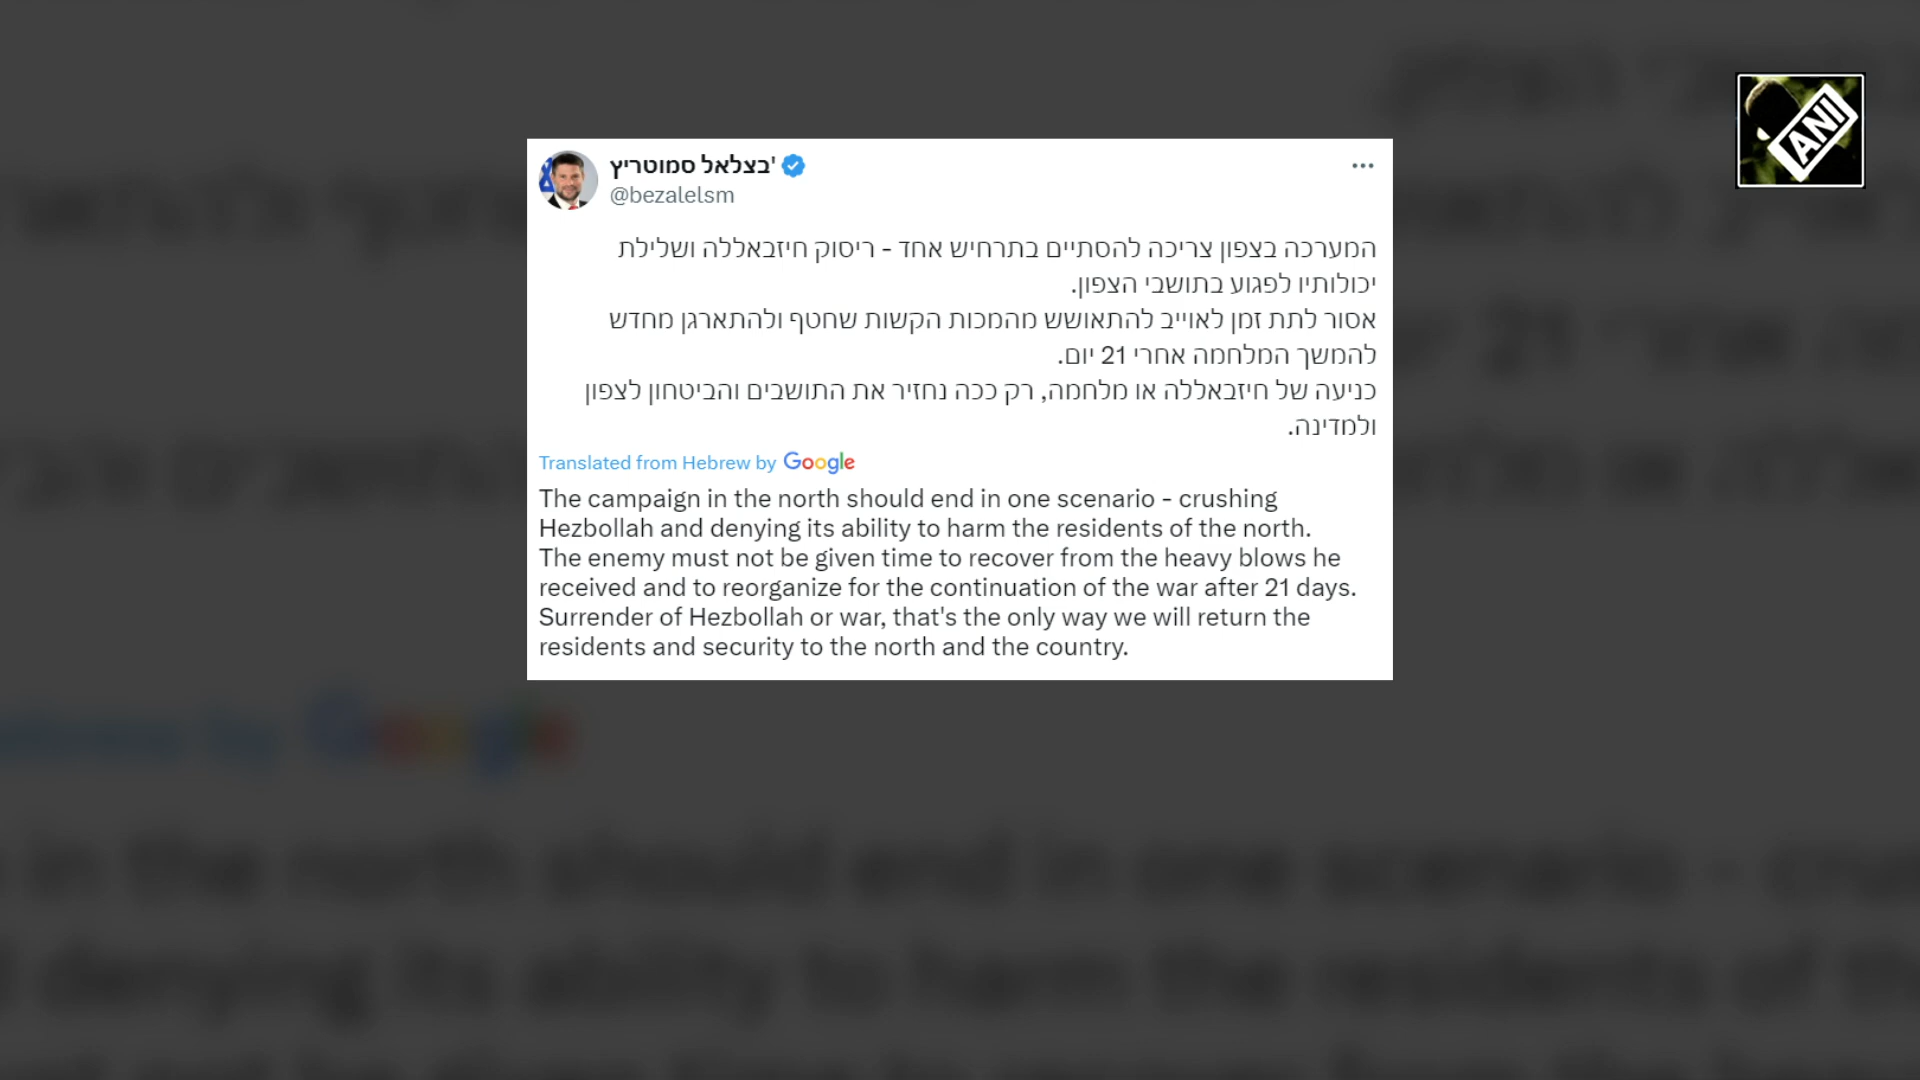 בצלאל סמוטריץ'
@bezalelsm
ANI
המערכה בצפון צריכה להסתיים בתרחיש אחד - ריסוק חיזבאללה ושלילת
יכולותיו לפגוע בתושבי הצפון.
אסור לתת זמן לאוייב להתאושש מהמכות הקשות שחטף ולהתארגן מחדש
להמשך המלחמה אחרי 21 יום.
כניעה של חיזבאללה או מלחמה, רק ככה נחזיר את התושבים והביטחון לצפון
ולמדינה.
Translated from Hebrew by Google
The campaign in the north should end in one scenario - crushing
Hezbollah and denying its ability to harm the residents of the north.
The enemy must not be given time to recover from the heavy blows he
received and to reorganize for the continuation of the war after 21 days.
Surrender of Hezbollah or war, that's the only way we will return the
residents and security to the north and the country.